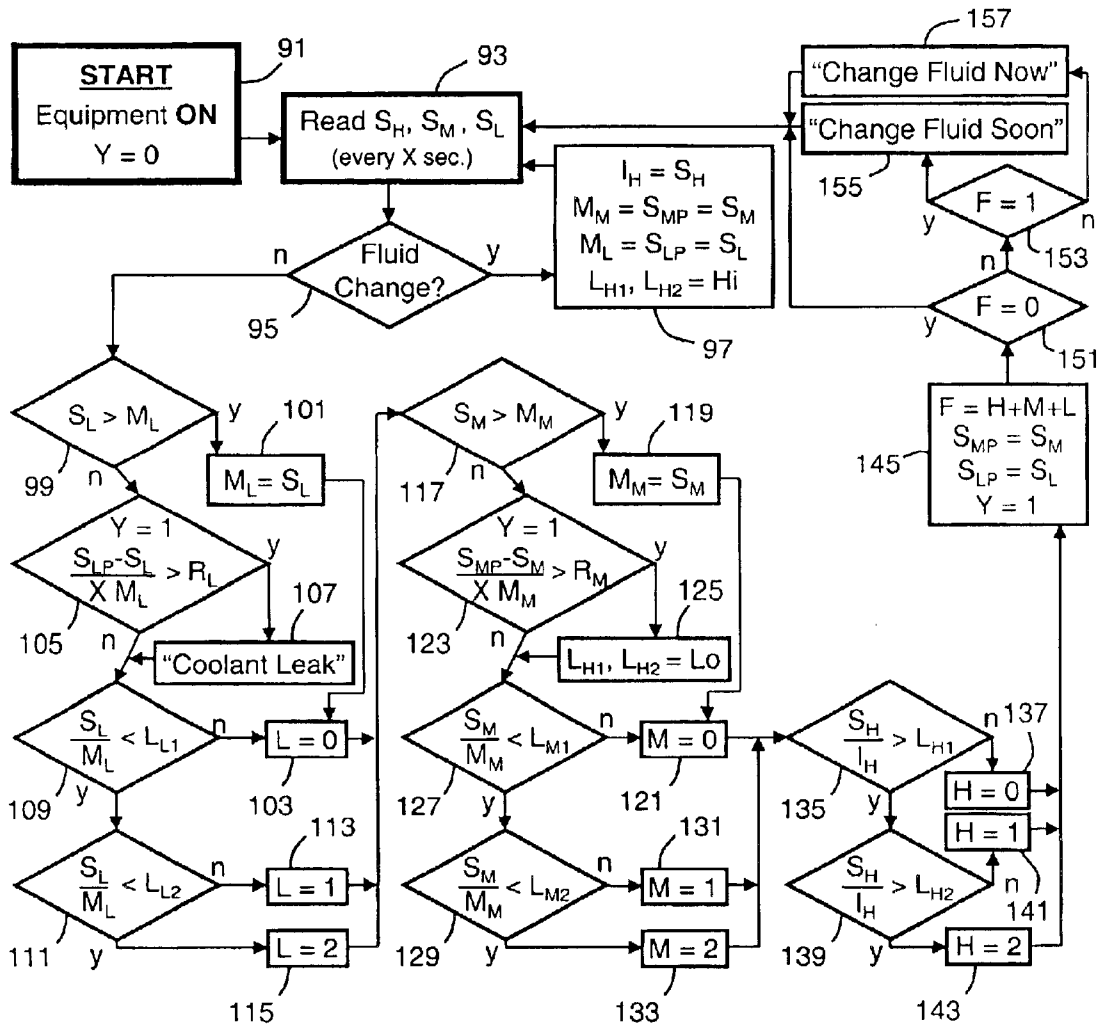 91
START
Equipment ON
Y = 0
93
Read S_H, S_M, S_L
(every X sec.)
157
"Change Fluid Now"
"Change Fluid Soon"
155
I_H = S_H
M_M = S_MP = S_M
M_L = S_LP = S_L
L_H1, L_H2 = Hi
97
n
Fluid
Change?
y
95
F = 1
y
n
153
n
F = 0
y
151
F = H+M+L
S_MP = S_M
S_LP = S_L
Y = 1
145
S_L > M_L
y
99
n
101
M_L = S_L
Y = 1
S_LP-S_L
X M_L
> R_L
y
105
n
107
"Coolant Leak"
S_L
M_L
< L_L1
n
109
y
L = 0
103
S_L
M_L
< L_L2
n
111
y
113
L = 1
L = 2
115
S_M > M_M
y
117
n
119
M_M = S_M
Y = 1
S_MP-S_M
X M_M
> R_M
y
123
n
125
L_H1, L_H2 = Lo
S_M
M_M
< L_M1
n
127
y
M = 0
121
S_M
M_M
< L_M2
n
129
y
131
M = 1
M = 2
133
S_H
I_H
> L_H1
n
135
y
137
H = 0
H = 1
141
S_H
I_H
> L_H2
n
139
y
H = 2
143